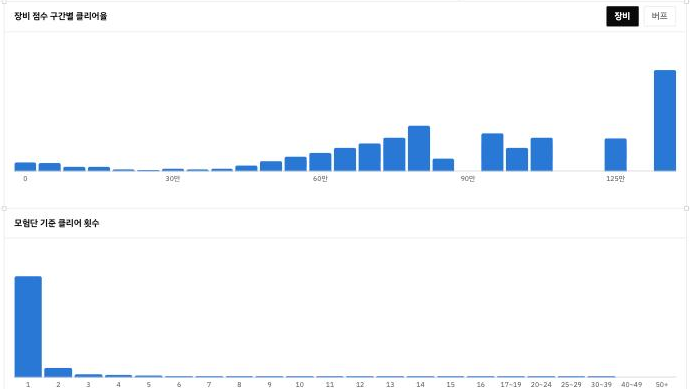 장비 점수 구간별 클리어율
장비 버프
0 30만 60만 90만 125만
모험단 기준 클리어 횟수
1 2 3 4 5 6 7 8 9 10 11 12 13 14 15 16 17~19 20~24 25~29 30~39 40~49 50+